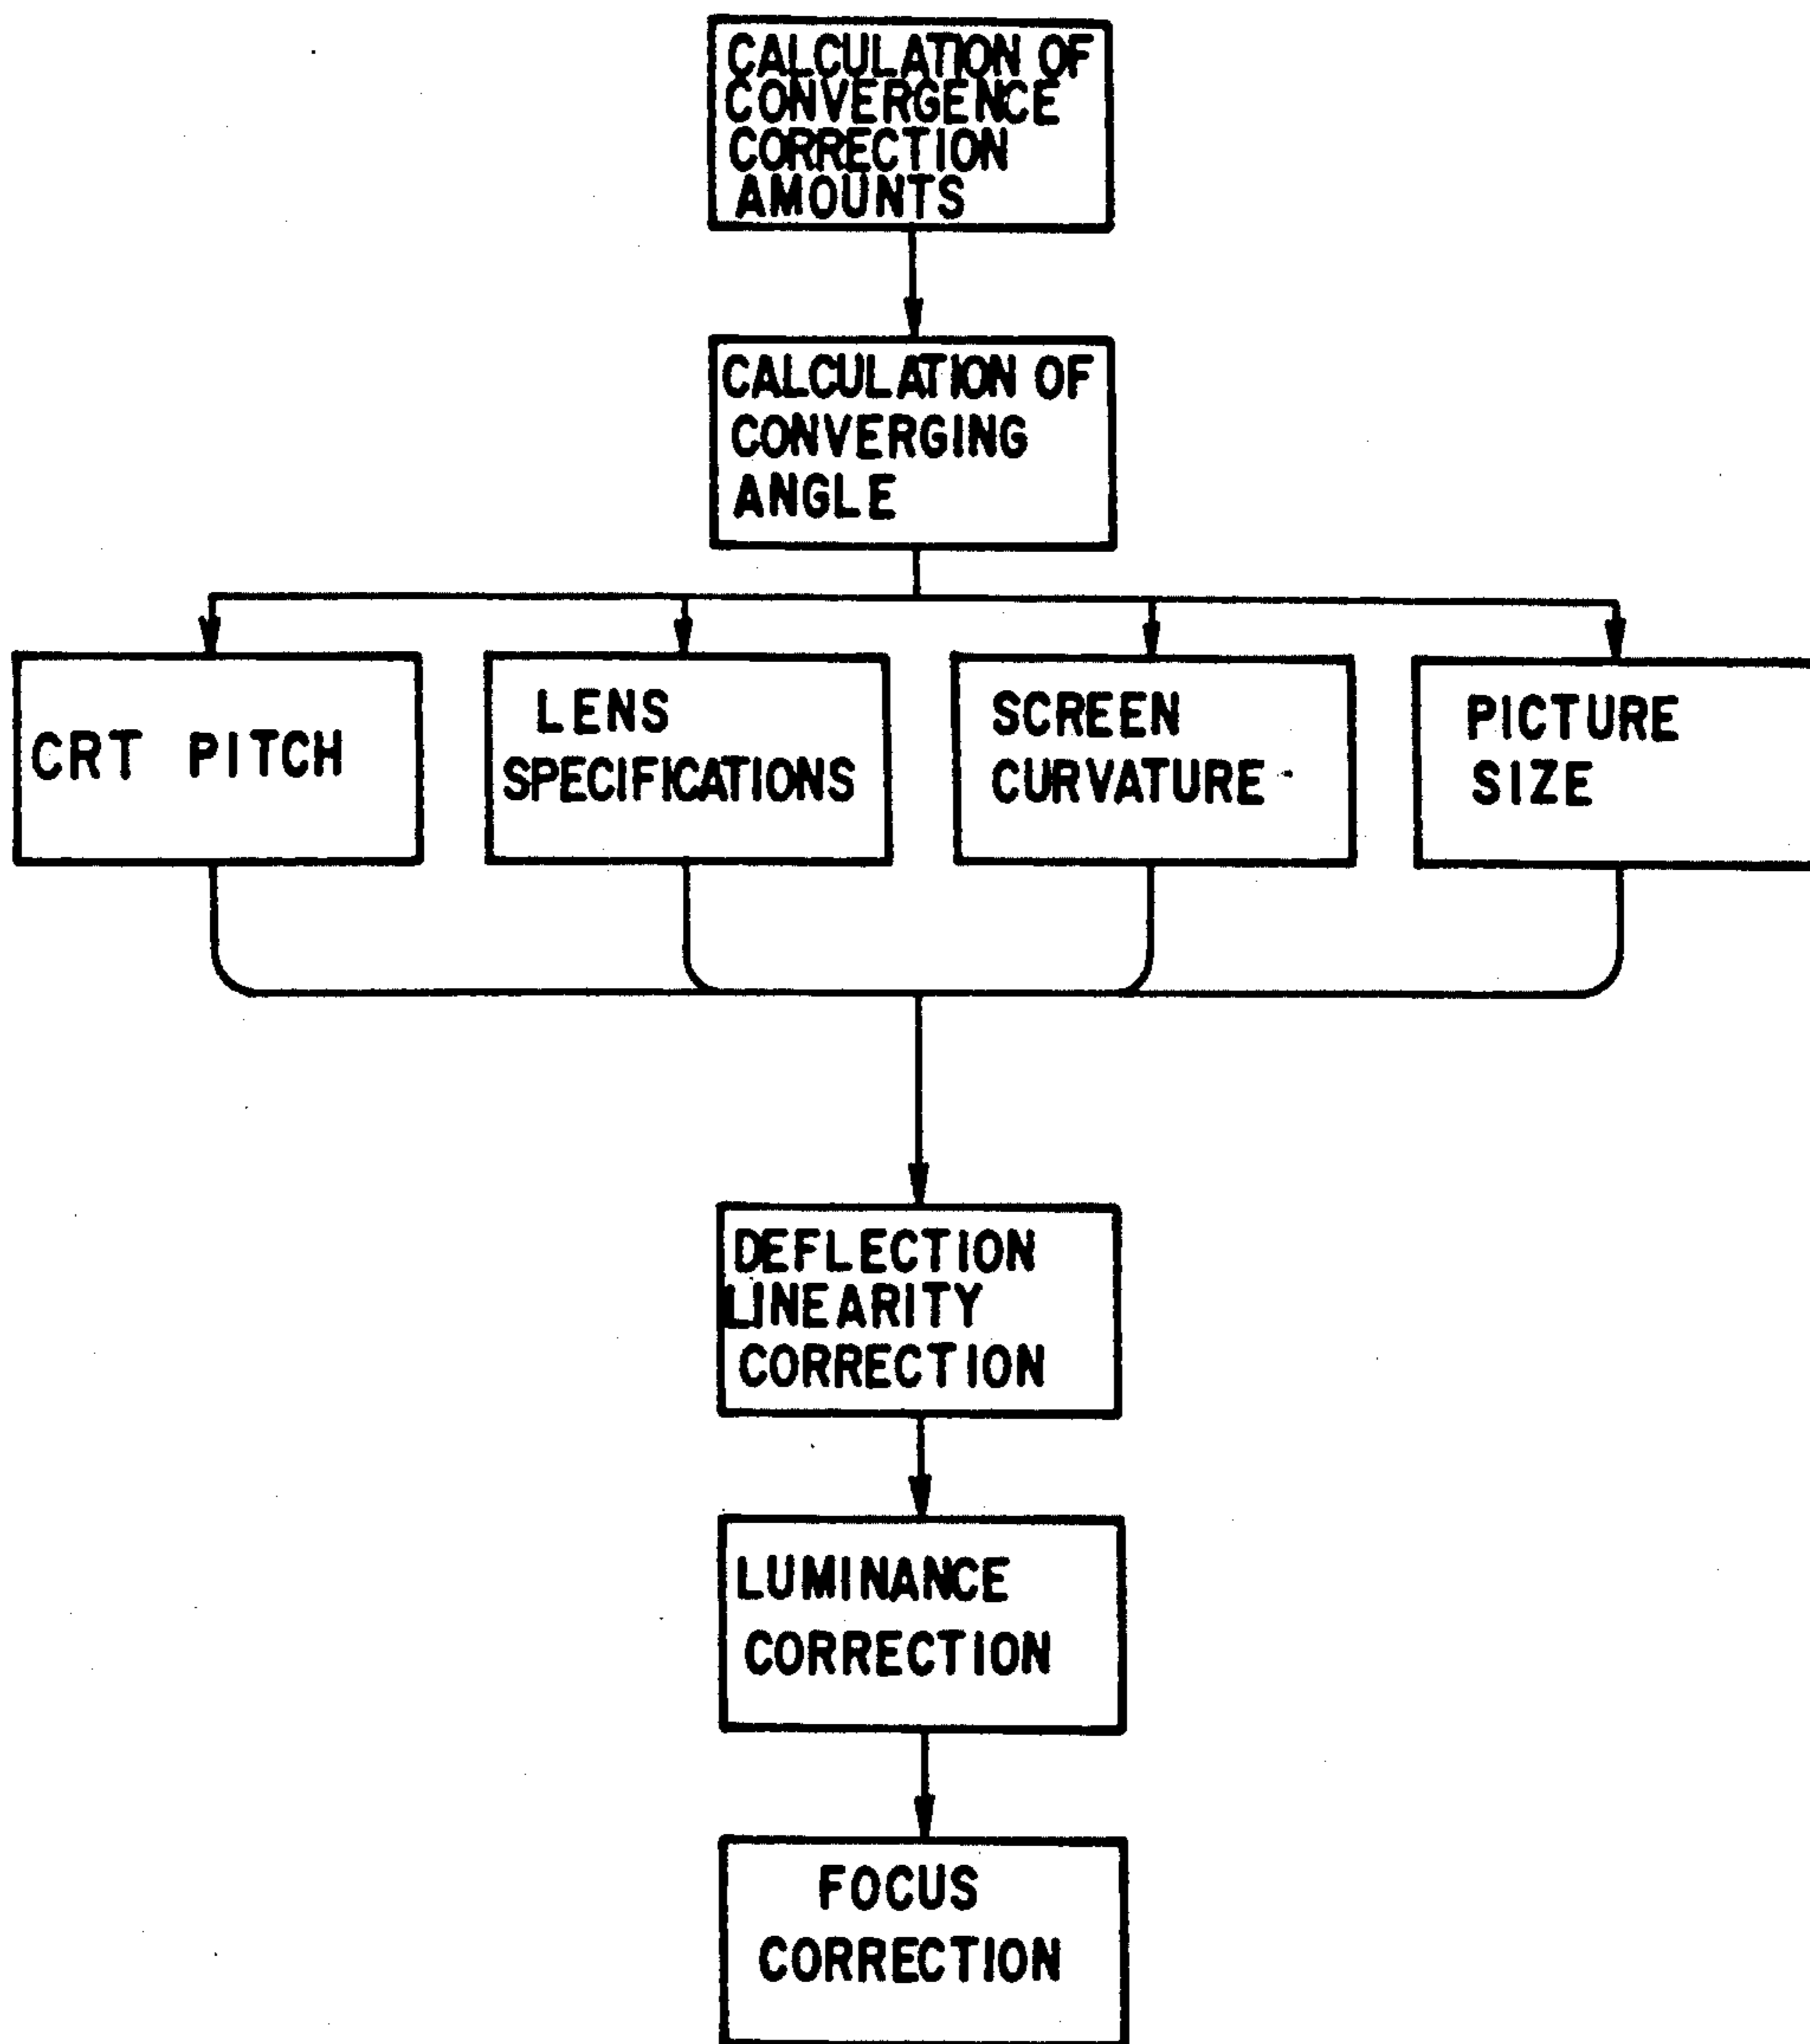 CALCULATION OF
CONVERGENCE
CORRECTION
AMOUNTS
CALCULATION OF
CONVERGING
ANGLE
CRT PITCH
LENS
SPECIFICATIONS
SCREEN
CURVATURE
PICTURE
SIZE
DEFLECTION
LINEARITY
CORRECTION
LUMINANCE
CORRECTION
FOCUS
CORRECTION